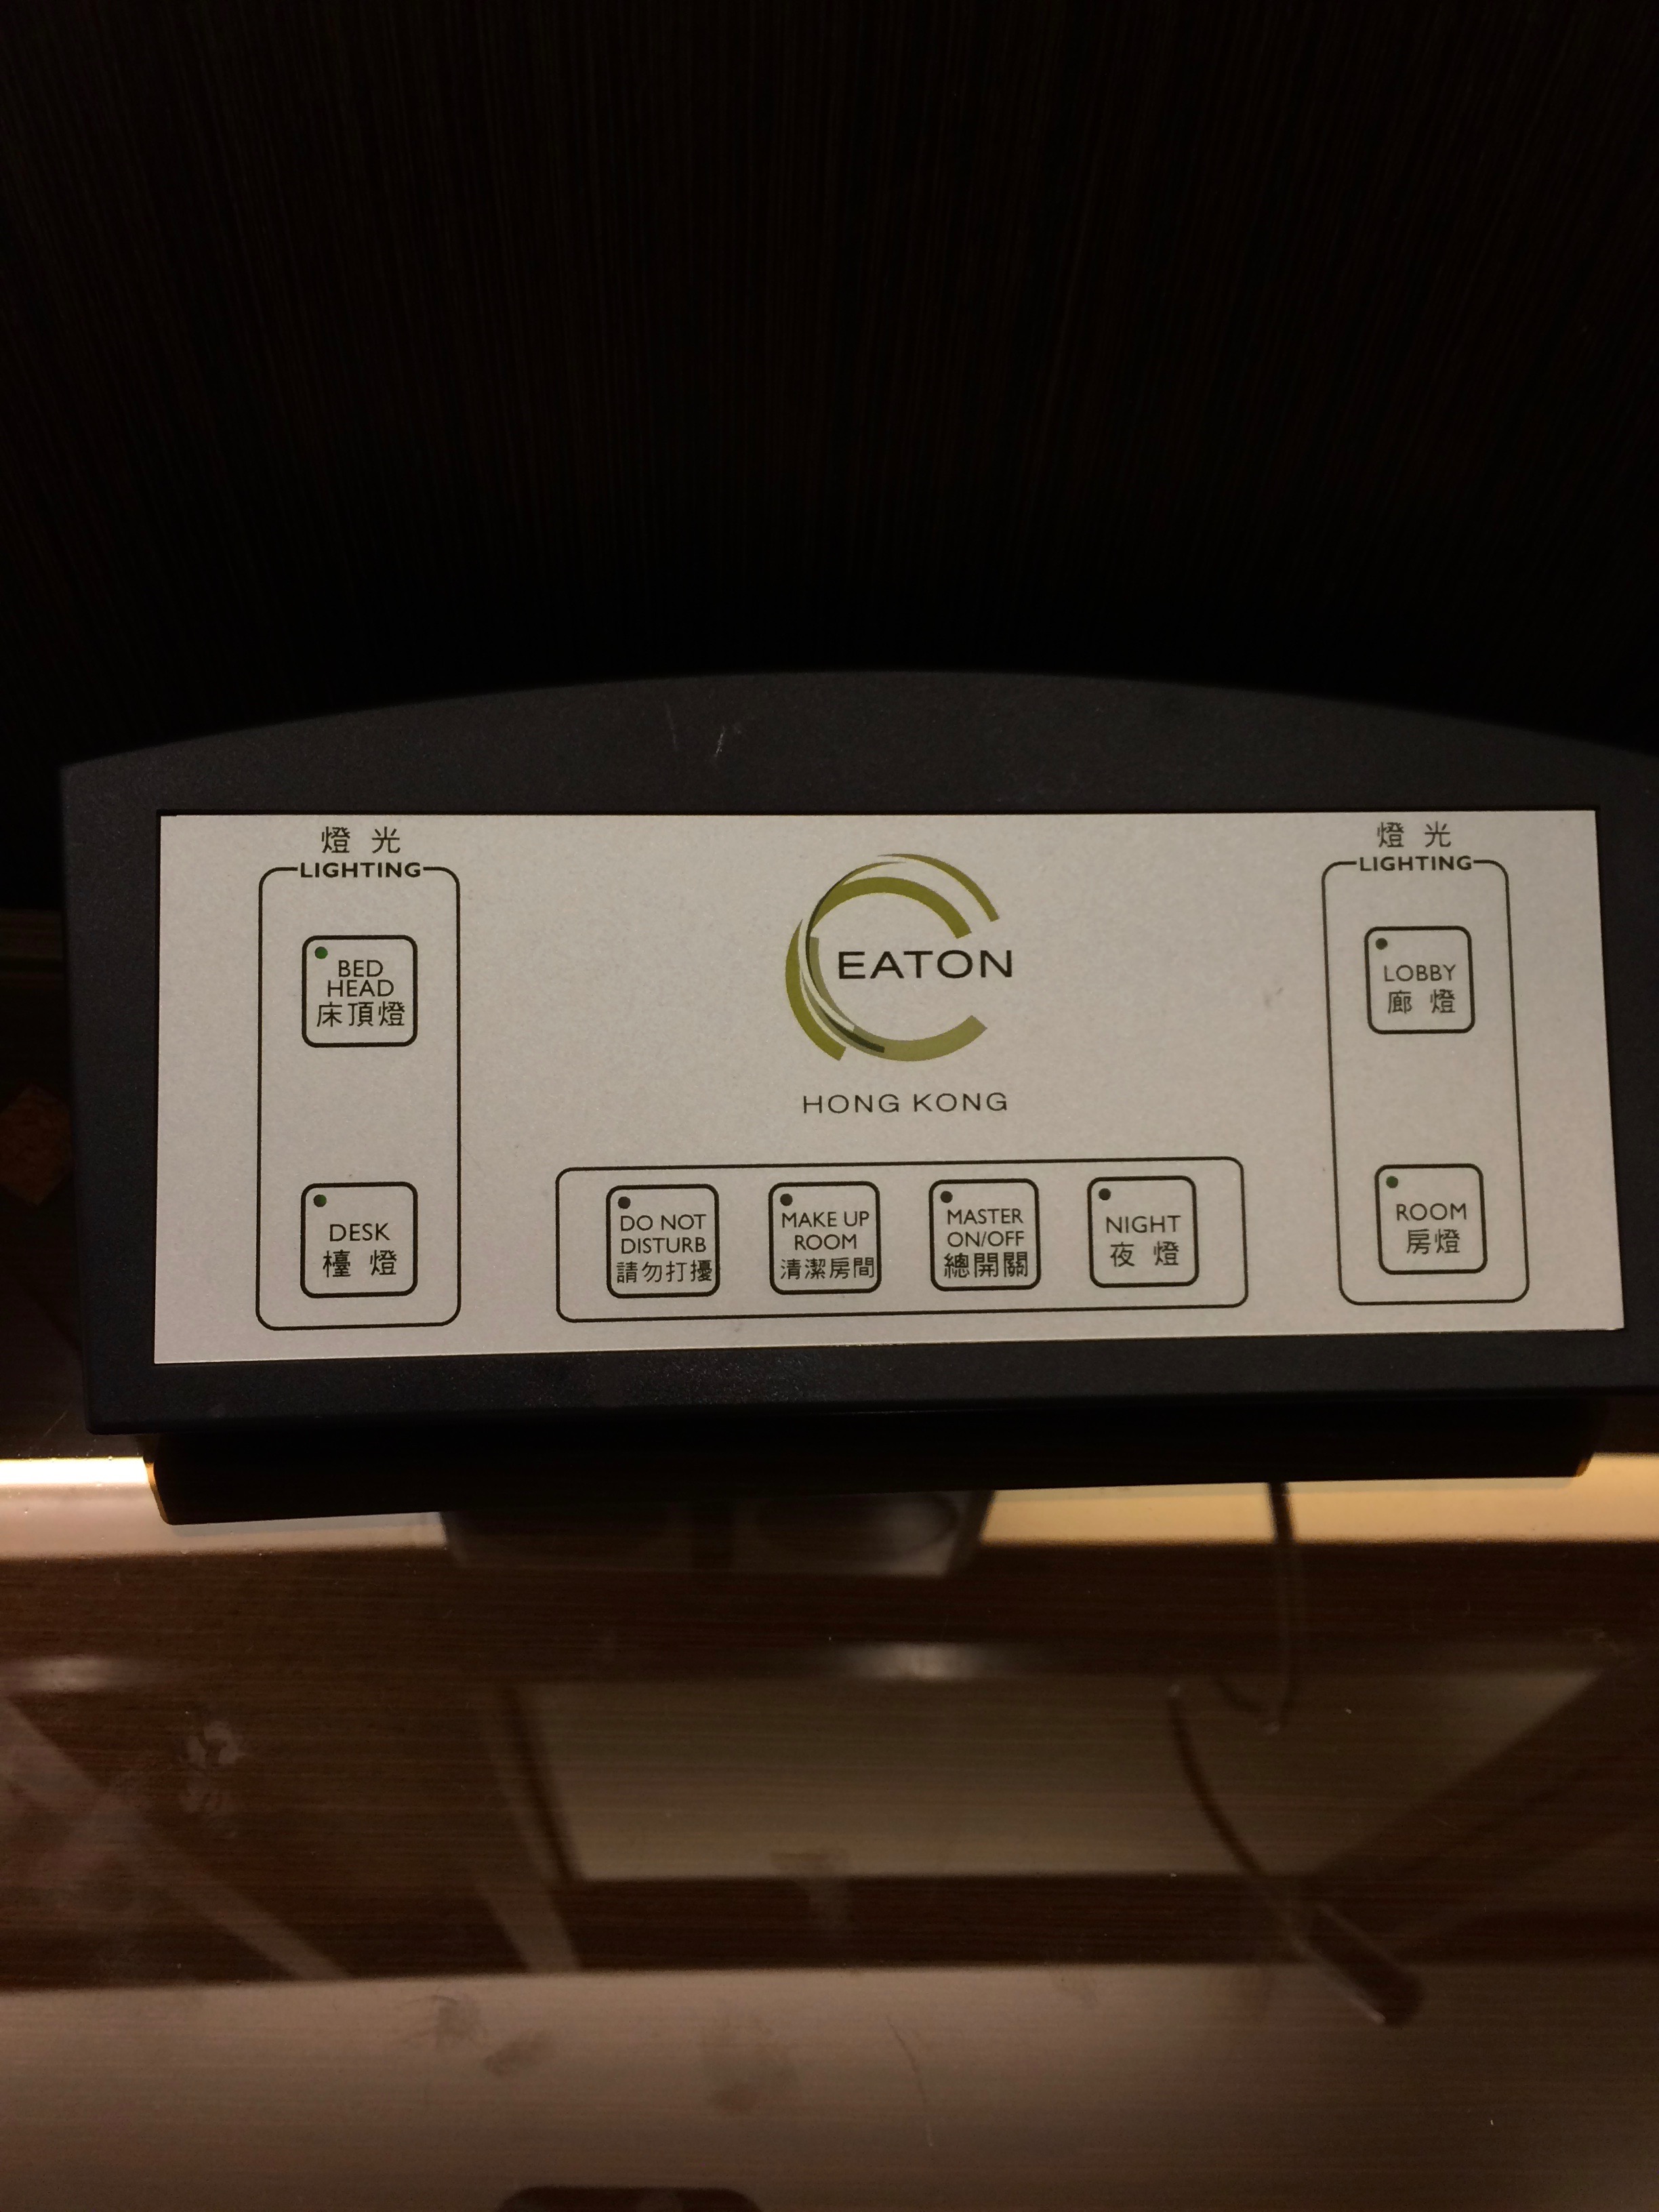 燈 光
LIGHTING
BED
HEAD
床頂燈
DESK
檯 燈
EATON
HONG KONG
DO NOT
DISTURB
請勿打擾
MAKE UP
ROOM
清潔房間
MASTER
ON/OFF
總開關
NIGHT
夜 燈
燈 光
LIGHTING
LOBBY
廊 燈
ROOM
房燈